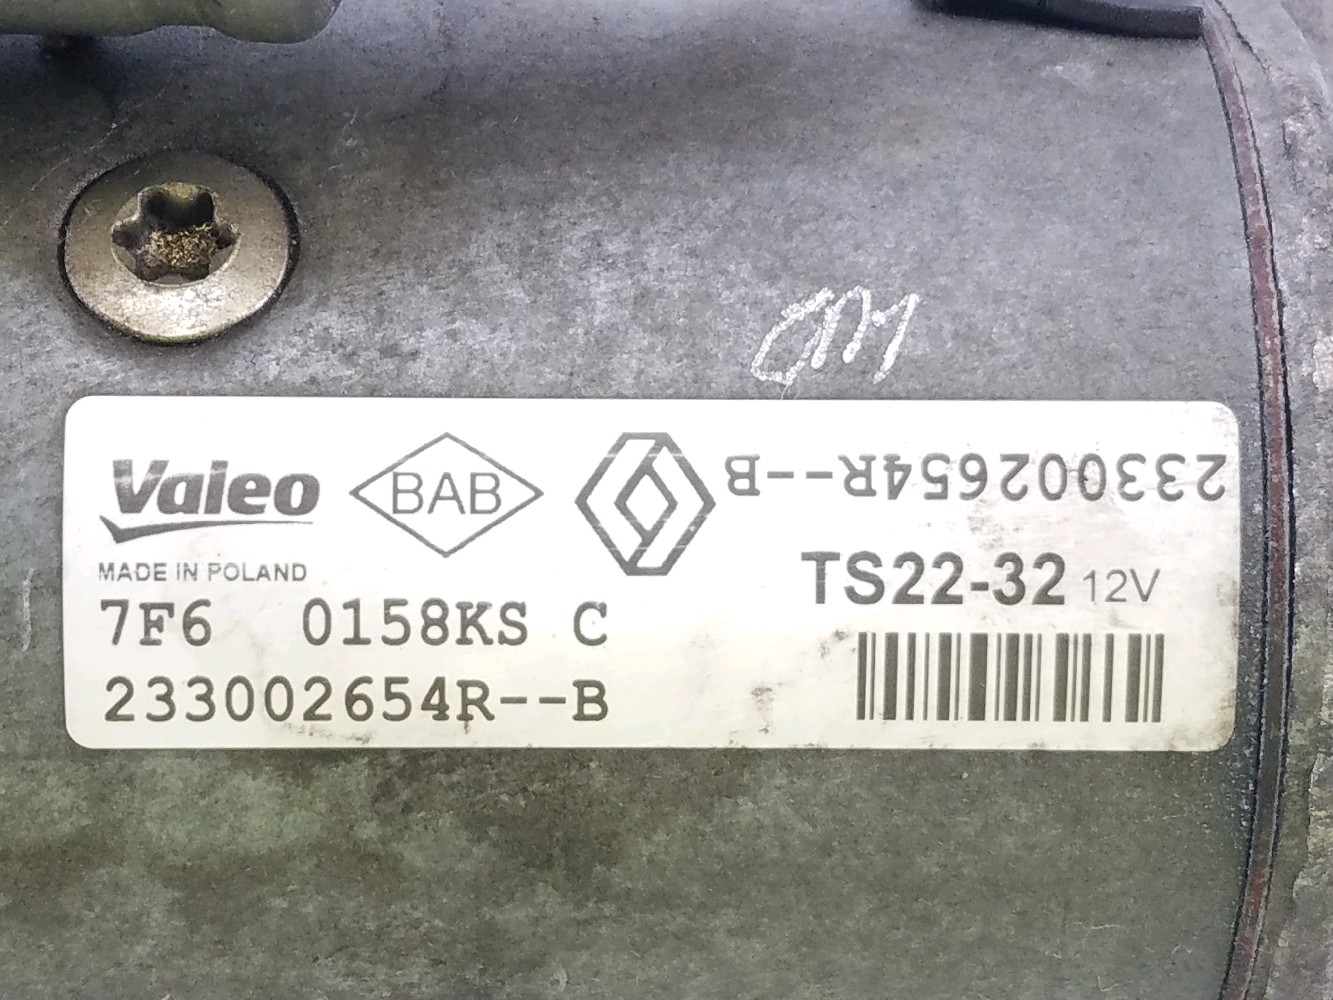 Valeo
BAB
233002654R--B
MADE IN POLAND
TS22-32 12V
7F6 0158KS C
233002654R--B